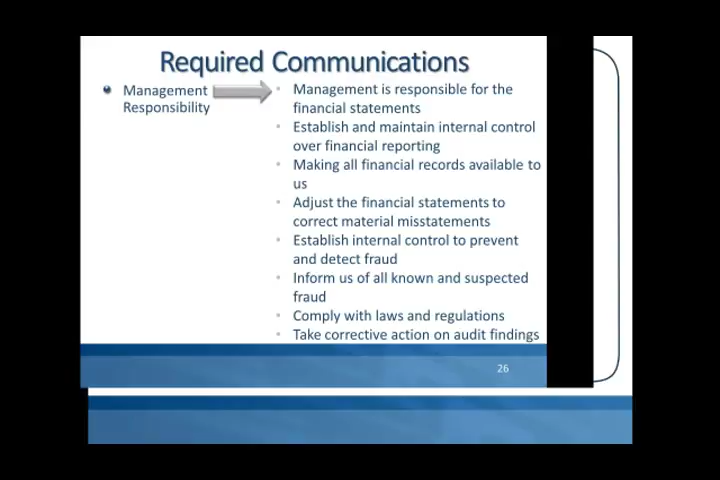 Required Communications
Management
Responsibility
Management is responsible for the
financial statements
Establish and maintain internal control
over financial reporting
Making all financial records available to
us
Adjust the financial statements to
correct material misstatements
Establish internal control to prevent
and detect fraud
Inform us of all known and suspected
fraud
Comply with laws and regulations
Take corrective action on audit findings
26